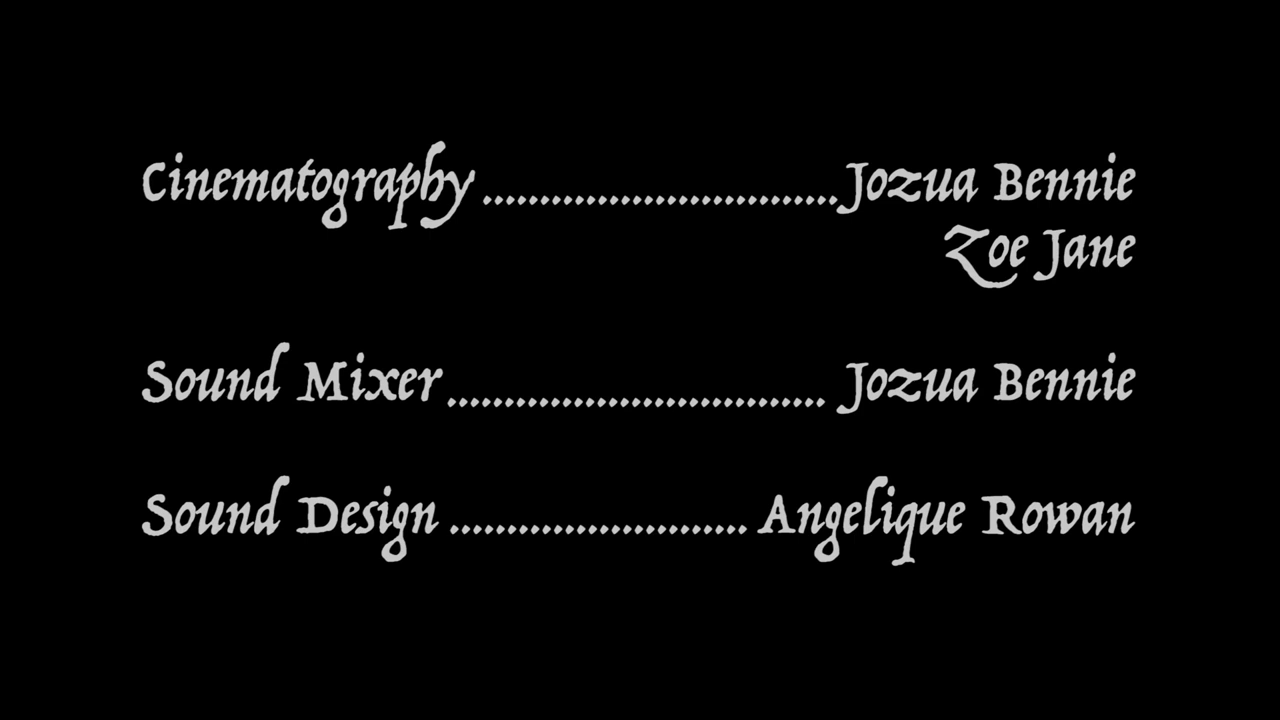 Cinematography ..............................Jozua Bennie
Zoe Jane
Sound Mixer ................................ Jozua Bennie
Sound Design ......................... Angelique Rowan